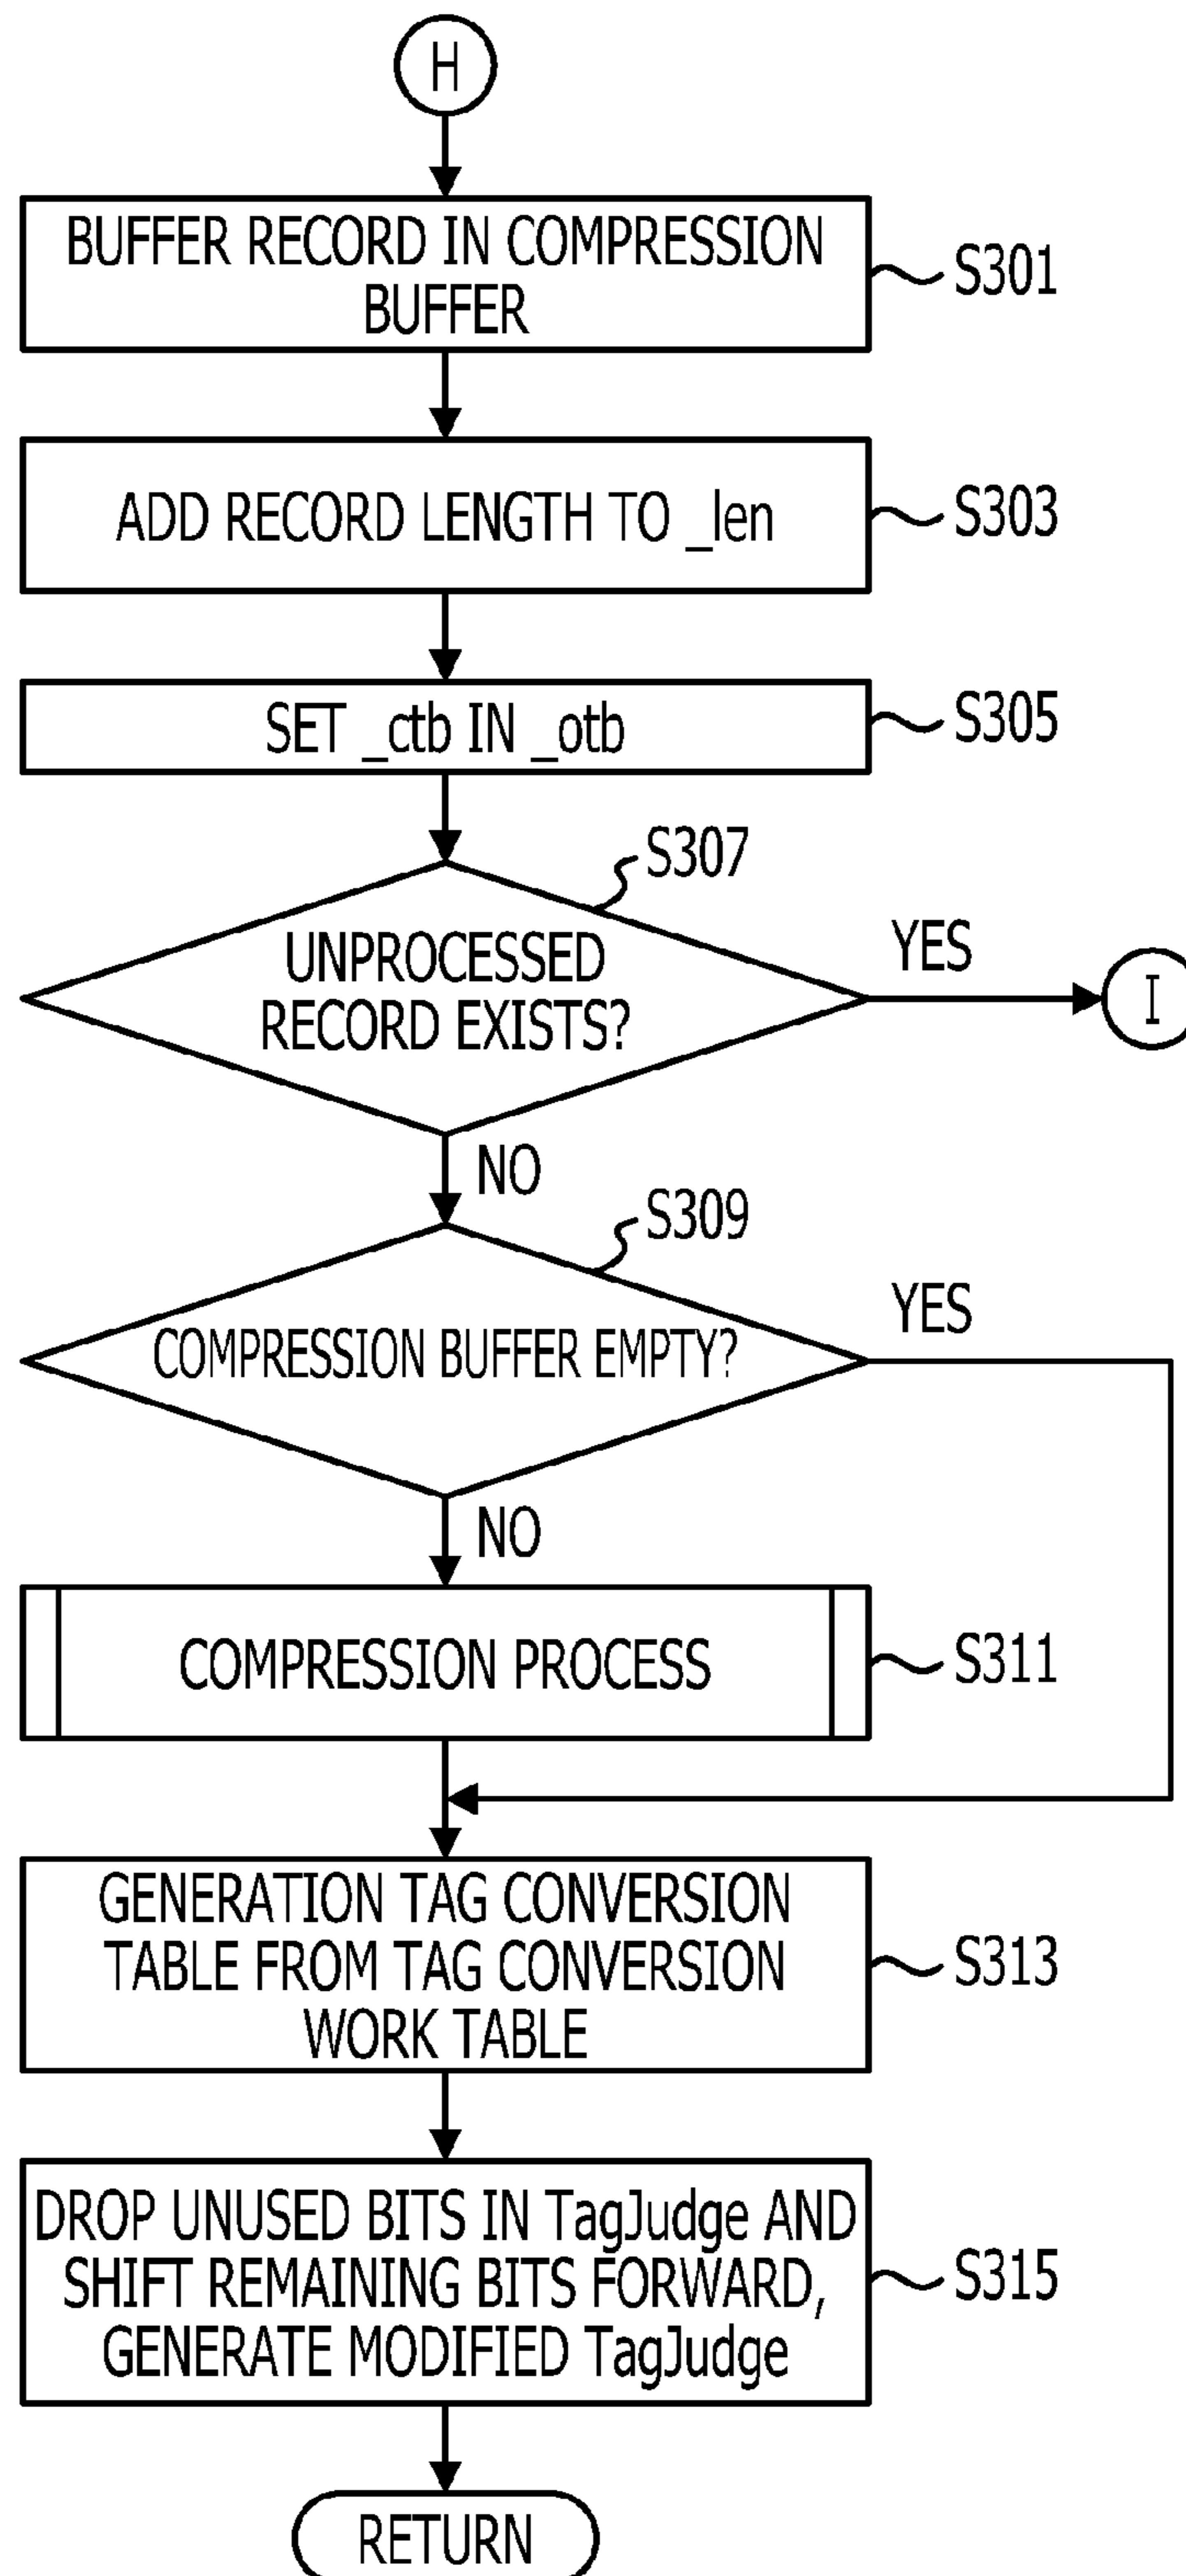 H
BUFFER RECORD IN COMPRESSION
BUFFER
S301
ADD RECORD LENGTH TO _len
S303
SET _ctb IN _otb
S305
S307
UNPROCESSED
RECORD EXISTS?
YES
I
NO
S309
COMPRESSION BUFFER EMPTY?
YES
NO
COMPRESSION PROCESS
S311
GENERATION TAG CONVERSION
TABLE FROM TAG CONVERSION
WORK TABLE
S313
DROP UNUSED BITS IN TagJudge AND
SHIFT REMAINING BITS FORWARD,
GENERATE MODIFIED TagJudge
S315
RETURN